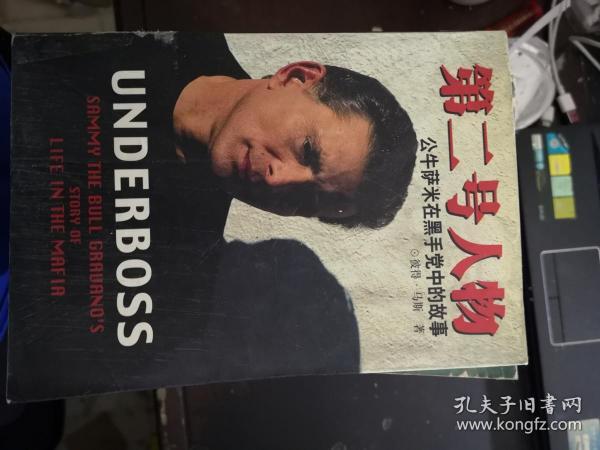 第二号人物
公牛萨米在黑手党中的故事
⊙彼得·马斯 著
UNDERBOSS
SAMMY THE BULL GRAVANO'S
STORY OF
LIFE IN THE MAFIA
孔夫子旧书网
www.kongfz.com